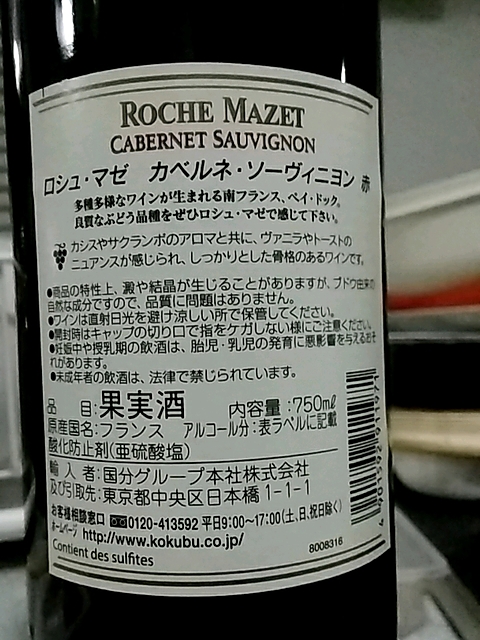 ROCHE MAZET
CABERNET SAUVIGNON
ロシュ・マゼ カベルネ・ソーヴィニヨン 赤
多種多様なワインが生まれる南フランス、ペイ・ドック。
良質なぶどう品種をぜひロシュ・マゼで感じて下さい。
カシスやサクランボのアロマと共に、ヴァニラやトーストの
ニュアンスが感じられ、しっかりとした骨格のあるワインです。
●商品の特性上、澱や結晶が生じることがありますが、ブドウ由来の
自然な成分ですので、品質に問題はありません。
●ワインは直射日光を避け涼しい所で保管してください。
●開封時はキャップの切り口で指をケガしない様にご注意ください。
●妊娠中や授乳期の飲酒は、胎児・乳児の発育に悪影響を与えるおそ
れがあります。
●未成年者の飲酒は、法律で禁じられています。
品 目:果実酒 内容量:750mℓ
原産国名:フランス アルコール分:表ラベルに記載
酸化防止剤(亜硫酸塩)
輸入者:国分グループ本社株式会社
及び引取先:東京都中央区日本橋1-1-1
お客様相談窓口 0120-413592 平日9:00~17:00(土、日、祝日除く)
ホームページ http://www.kokubu.co.jp/
Contient des sulfites
8008316